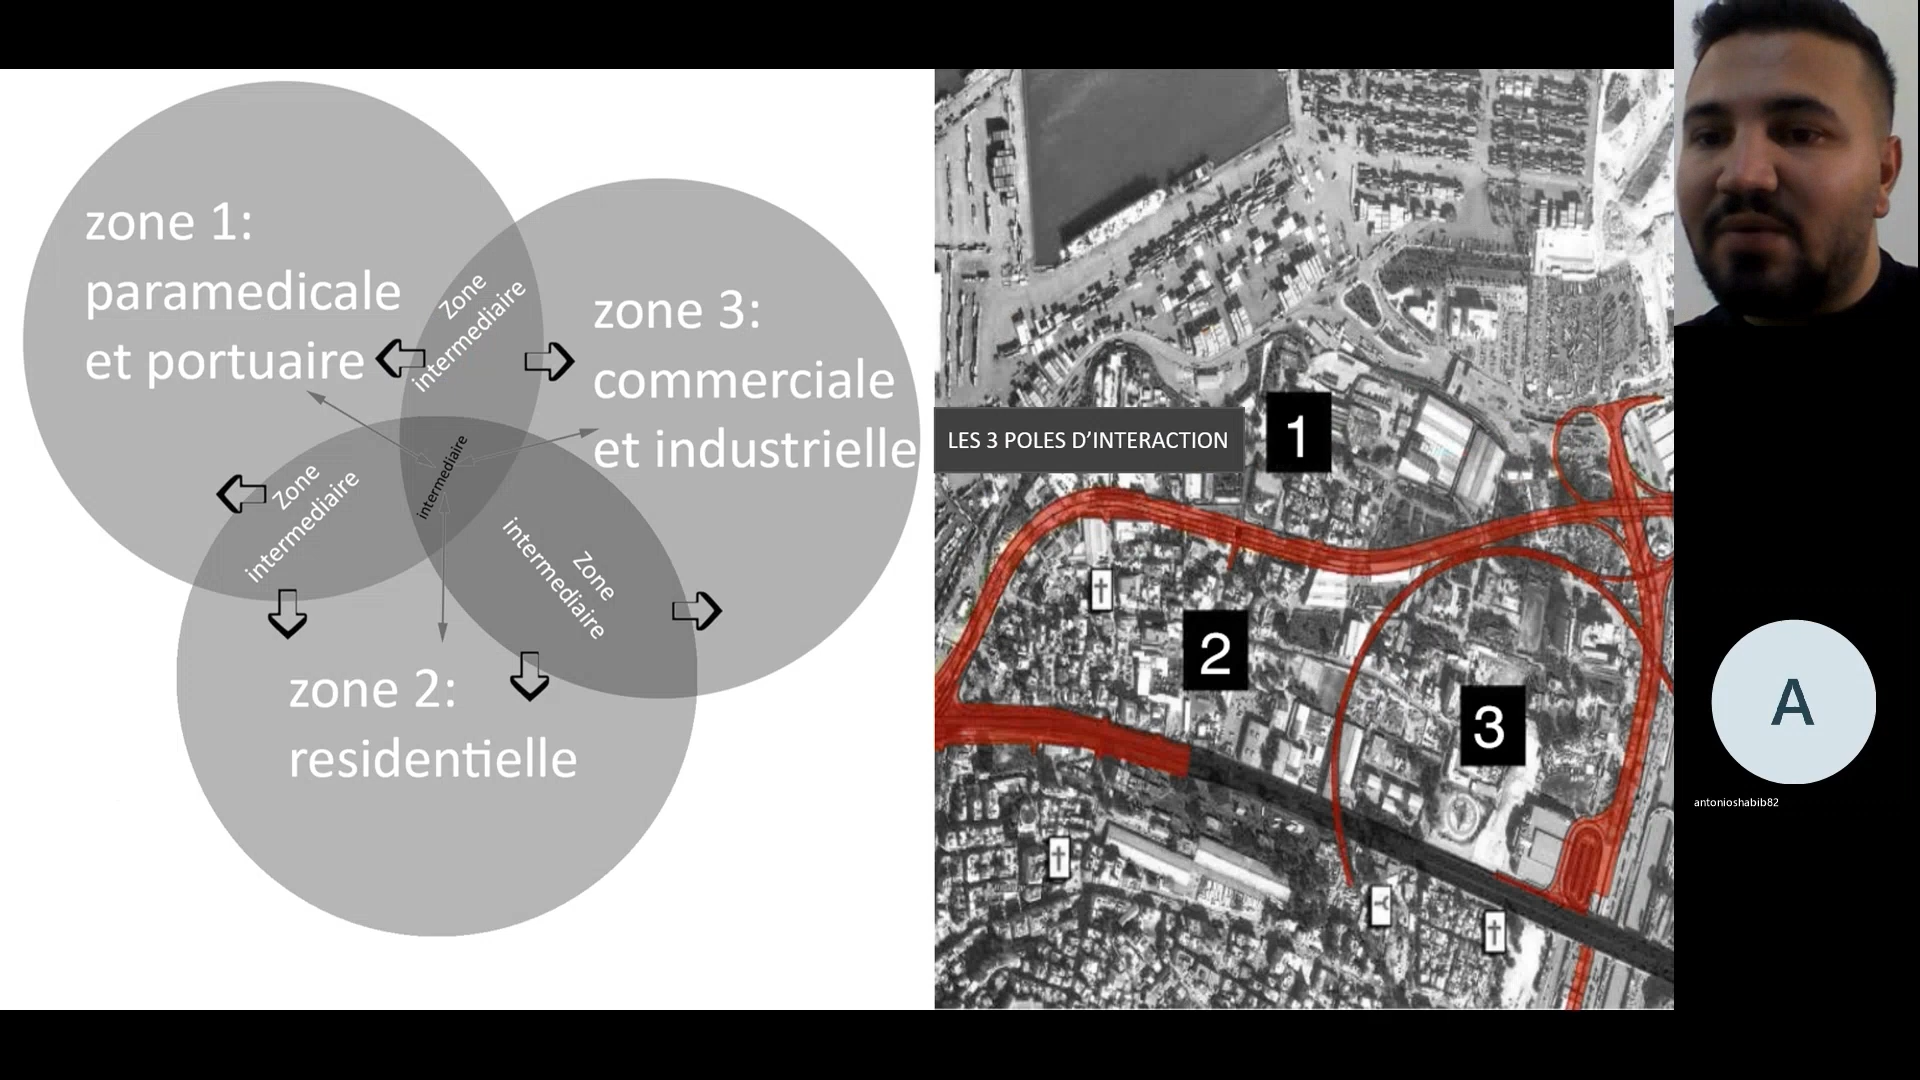 zone 1:
paramedicale
et portuaire
Zone
intermediaire
zone 3:
commerciale
et industrielle
intermediaire
Zone
intermediaire
Zone
intermediaire
zone 2:
residentielle
LES 3 POLES D’INTERACTION
1
2
3
A
antonioshabib82